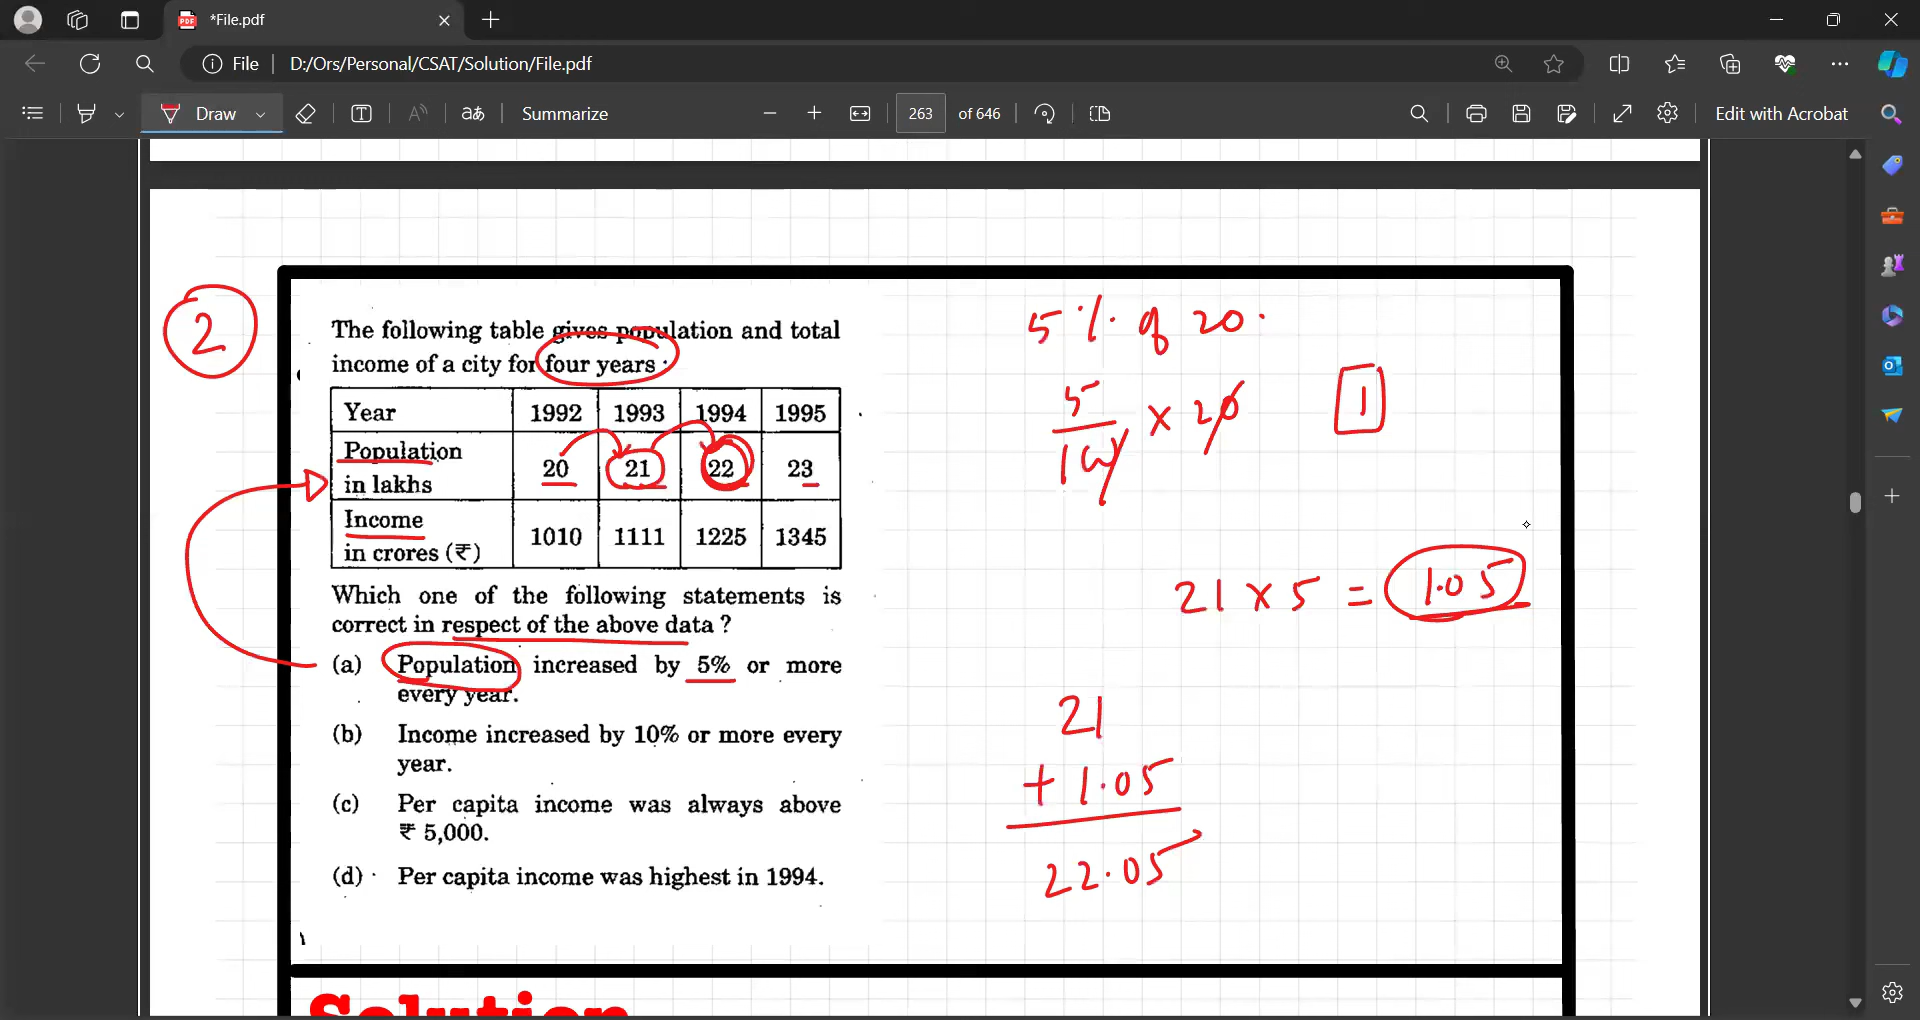 *File.pdf
File D:/Ors/Personal/CSAT/Solution/File.pdf
Draw
aあ
Summarize
263 of 646
Edit with Acrobat
2
The following table gives population and total
income of a city for four years :
Year 1992 1993 1994 1995
Population
in lakhs 20 21 22 23
Income
in crores (₹) 1010 1111 1225 1345
Which one of the following statements is
correct in respect of the above data ?
(a) Population increased by 5% or more
every year.
(b) Income increased by 10% or more every
year.
(c) Per capita income was always above
₹ 5,000.
(d) Per capita income was highest in 1994.
5 % of 20.
5
100 × 20
1
21 × 5 = 1.05
21
+ 1.05
22.05
Solution